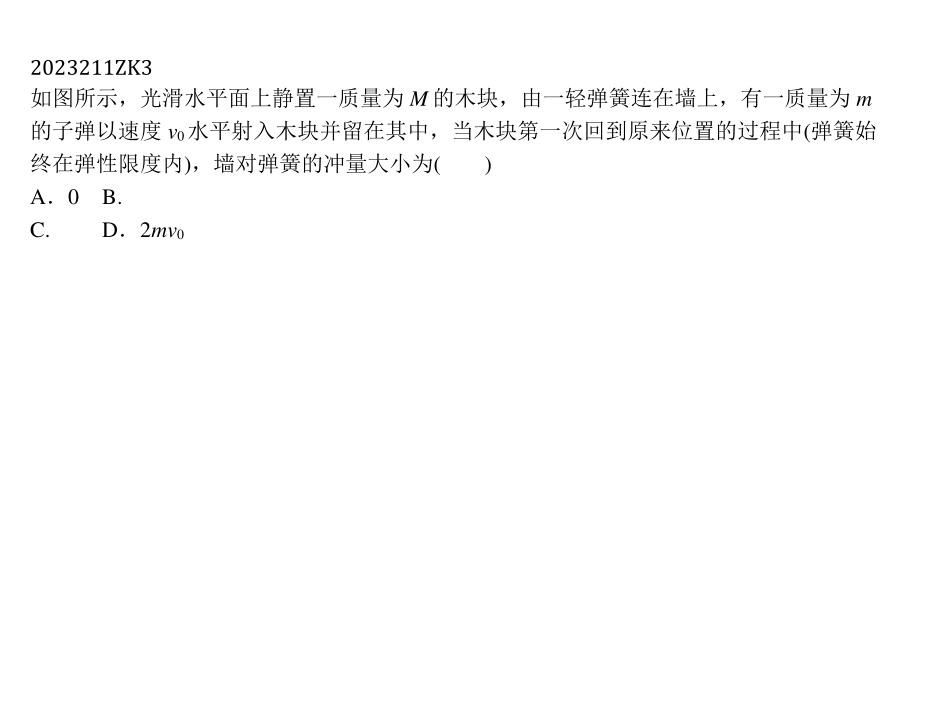 2023211ZK3
如图所示，光滑水平面上静置一质量为 M 的木块，由一轻弹簧连在墙上，有一质量为 m
的子弹以速度 v₀ 水平射入木块并留在其中，当木块第一次回到原来位置的过程中(弹簧始
终在弹性限度内)，墙对弹簧的冲量大小为(　　)
A．0 B.
C. D．2mv₀